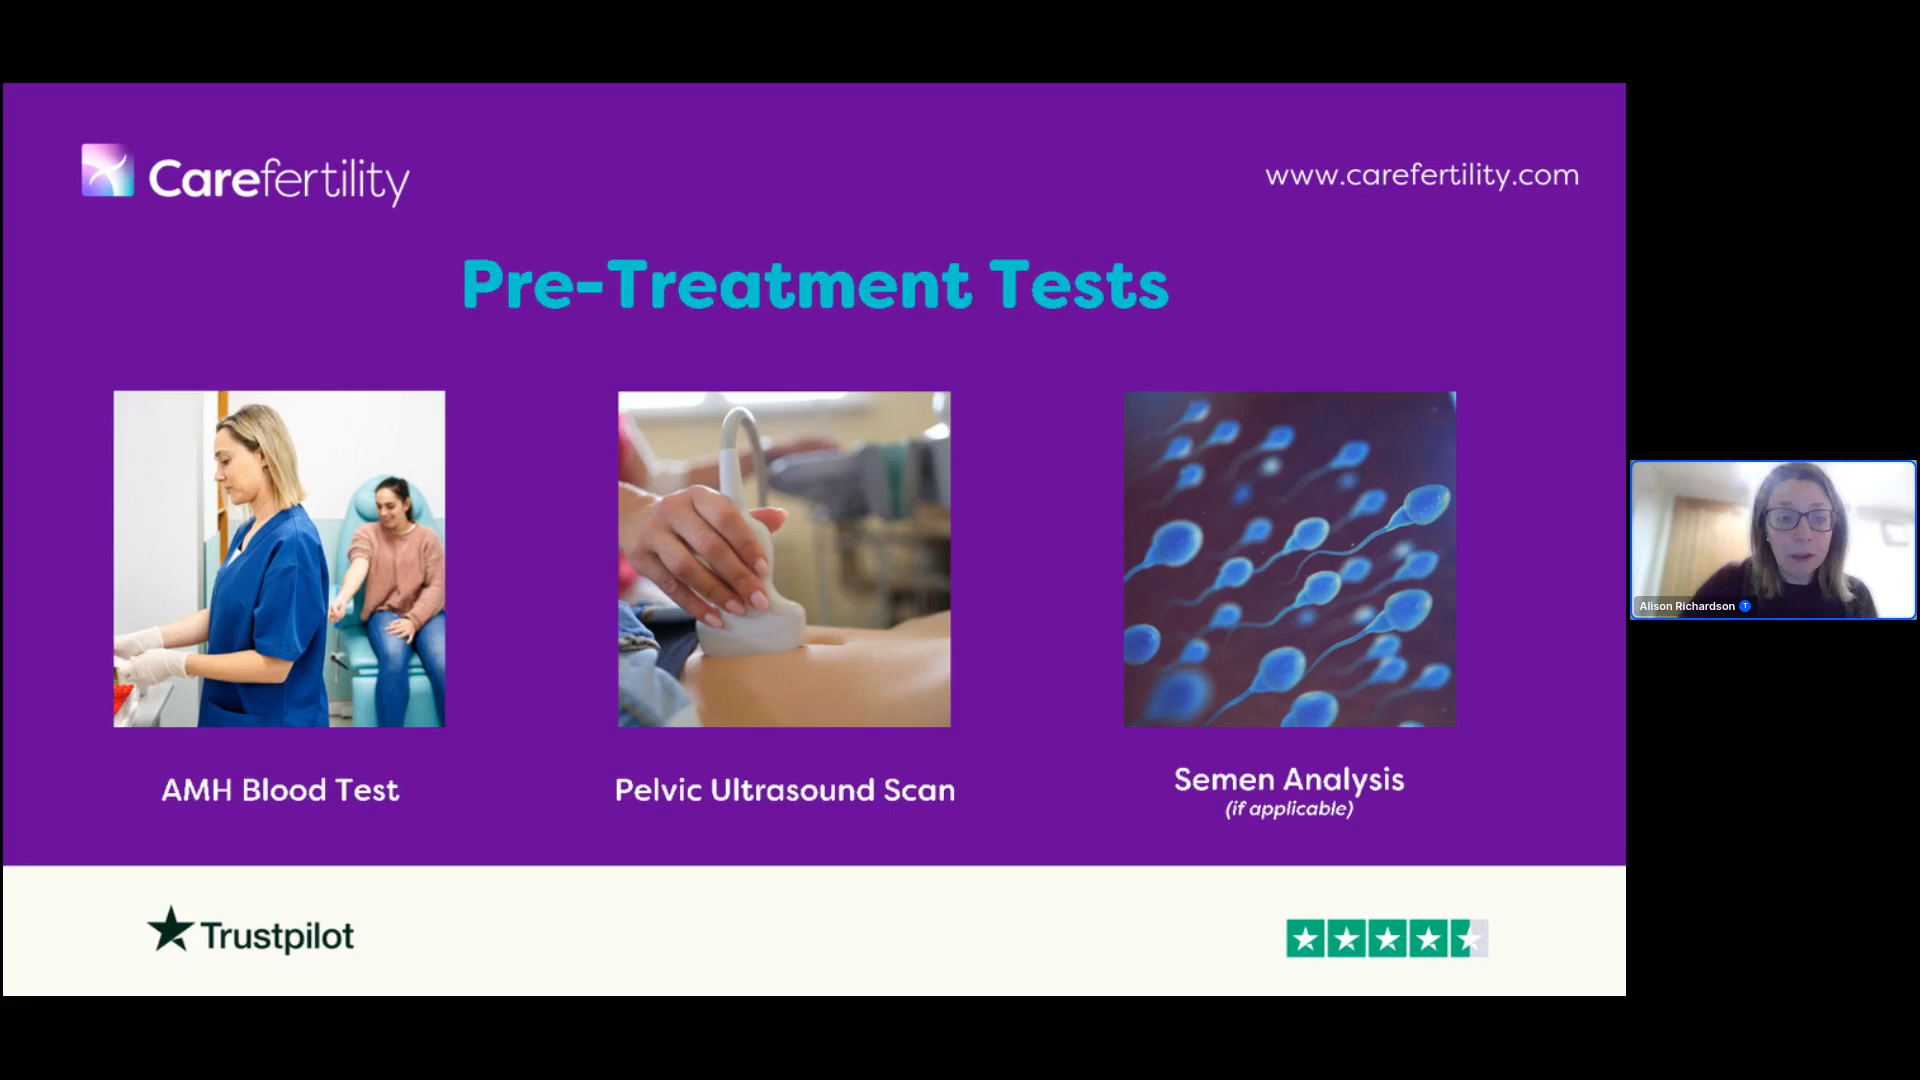 Carefertility
www.carefertility.com
Pre-Treatment Tests
AMH Blood Test
Pelvic Ultrasound Scan
Semen Analysis
(if applicable)
Trustpilot
Alison Richardson
T